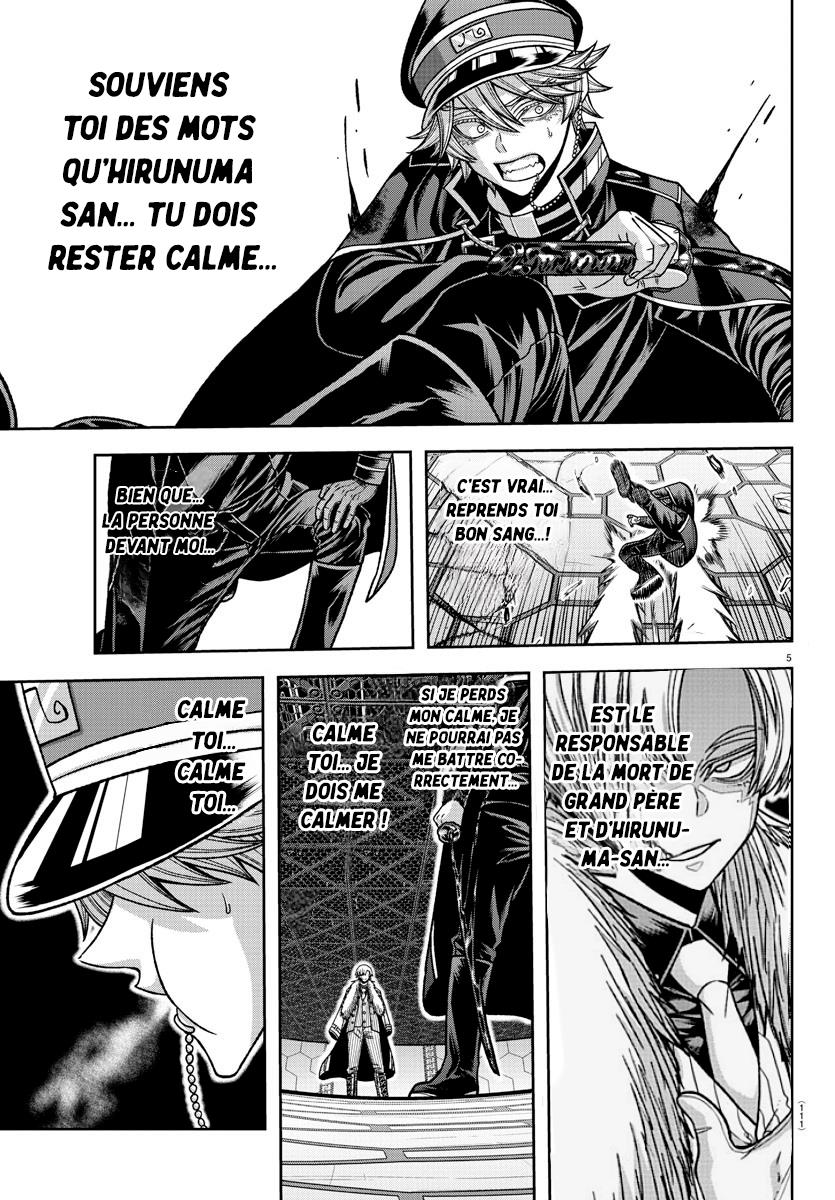 SOUVIENS
TOI DES MOTS
QU'HIRUNUMA
SAN... TU DOIS
RESTER CALME...
C'EST VRAI...
REPRENDS TOI
BON SANG...!
BIEN QUE...
LA PERSONNE
DEVANT MOI...
5
EST LE
RESPONSABLE
DE LA MORT DE
GRAND PÈRE
ET D'HIRUNU-
MA-SAN...
SI JE PERDS
MON CALME, JE
NE POURRAI PAS
ME BATTRE CO-
RRECTEMENT...
CALME
TOI... JE
DOIS ME
CALMER !
CALME
TOI...
CALME
TOI...
(111)